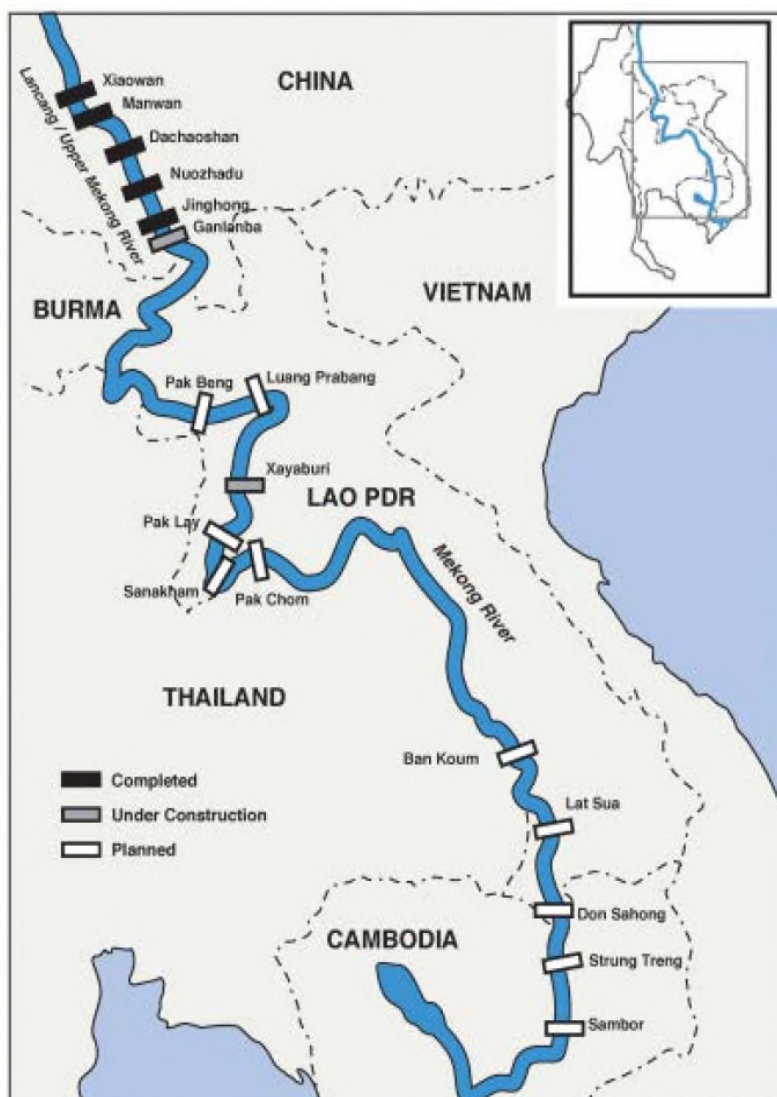 CHINA
Xiaowan
Manwan
Dachaoshan
Nuozhadu
Jinghong
Ganlanba
Lancang / Upper Mekong River
BURMA
VIETNAM
Pak Beng
Luang Prabang
Xayaburi
LAO PDR
Pak Lay
Sanakham
Pak Chom
Mekong River
THAILAND
Ban Koum
Completed
Under Construction
Planned
Lat Sua
Don Sahong
CAMBODIA
Strung Treng
Sambor